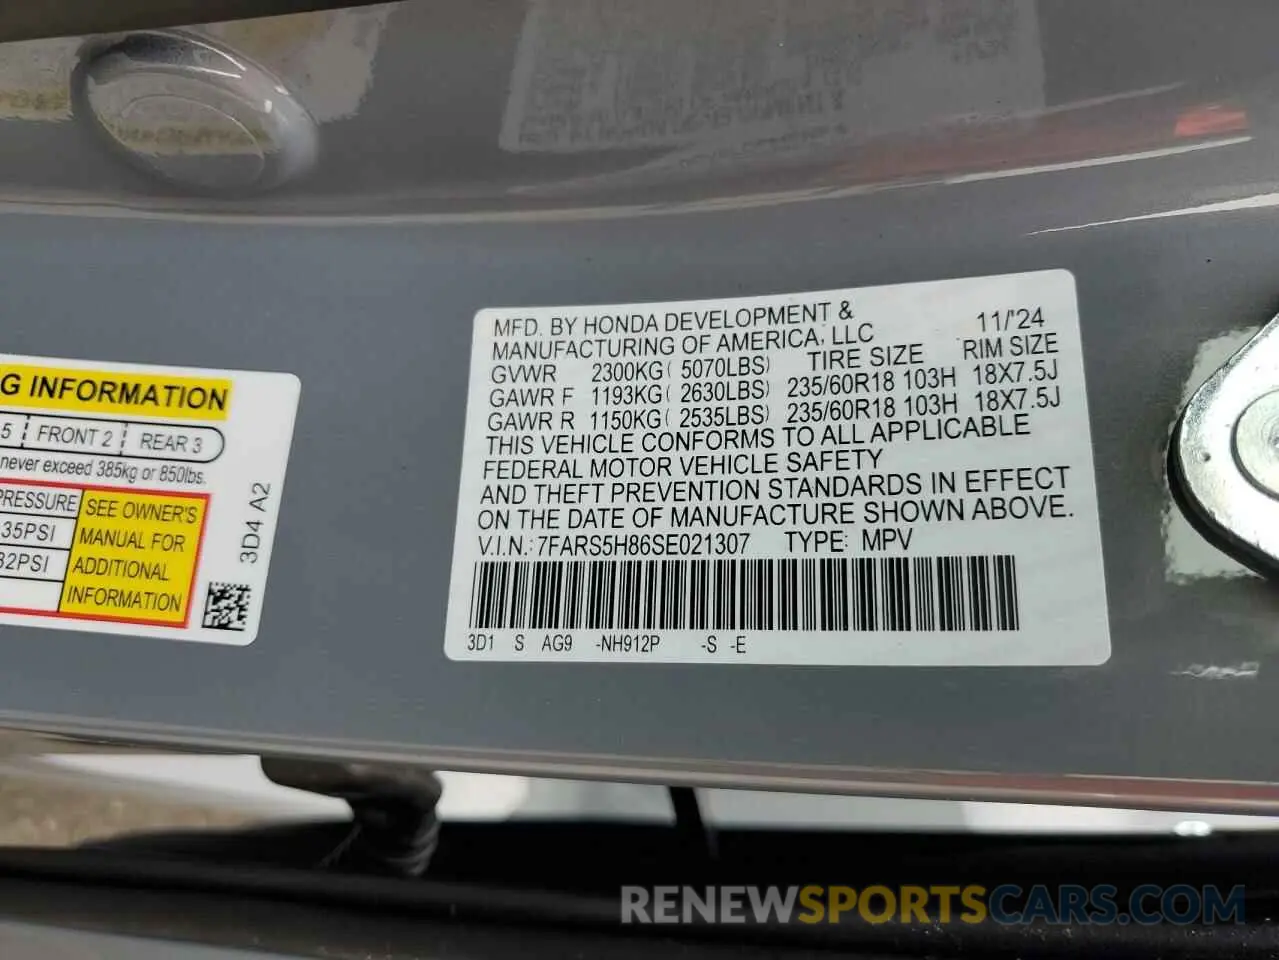 MFD. BY HONDA DEVELOPMENT & 11/'24
MANUFACTURING OF AMERICA, LLC
GVWR 2300KG( 5070LBS) TIRE SIZE RIM SIZE
GAWR F 1193KG( 2630LBS) 235/60R18 103H 18X7.5J
GAWR R 1150KG( 2535LBS) 235/60R18 103H 18X7.5J
THIS VEHICLE CONFORMS TO ALL APPLICABLE
FEDERAL MOTOR VEHICLE SAFETY
AND THEFT PREVENTION STANDARDS IN EFFECT
ON THE DATE OF MANUFACTURE SHOWN ABOVE.
V.I.N.: 7FARS5H86SE021307 TYPE: MPV
3D1 S AG9 -NH912P -S -E
G INFORMATION
5 FRONT 2 REAR 3
never exceed 385kg or 850lbs.
PRESSURE SEE OWNER'S
35PSI MANUAL FOR
32PSI ADDITIONAL
INFORMATION
3D4 A2
RENEWSPORTSCARS.COM